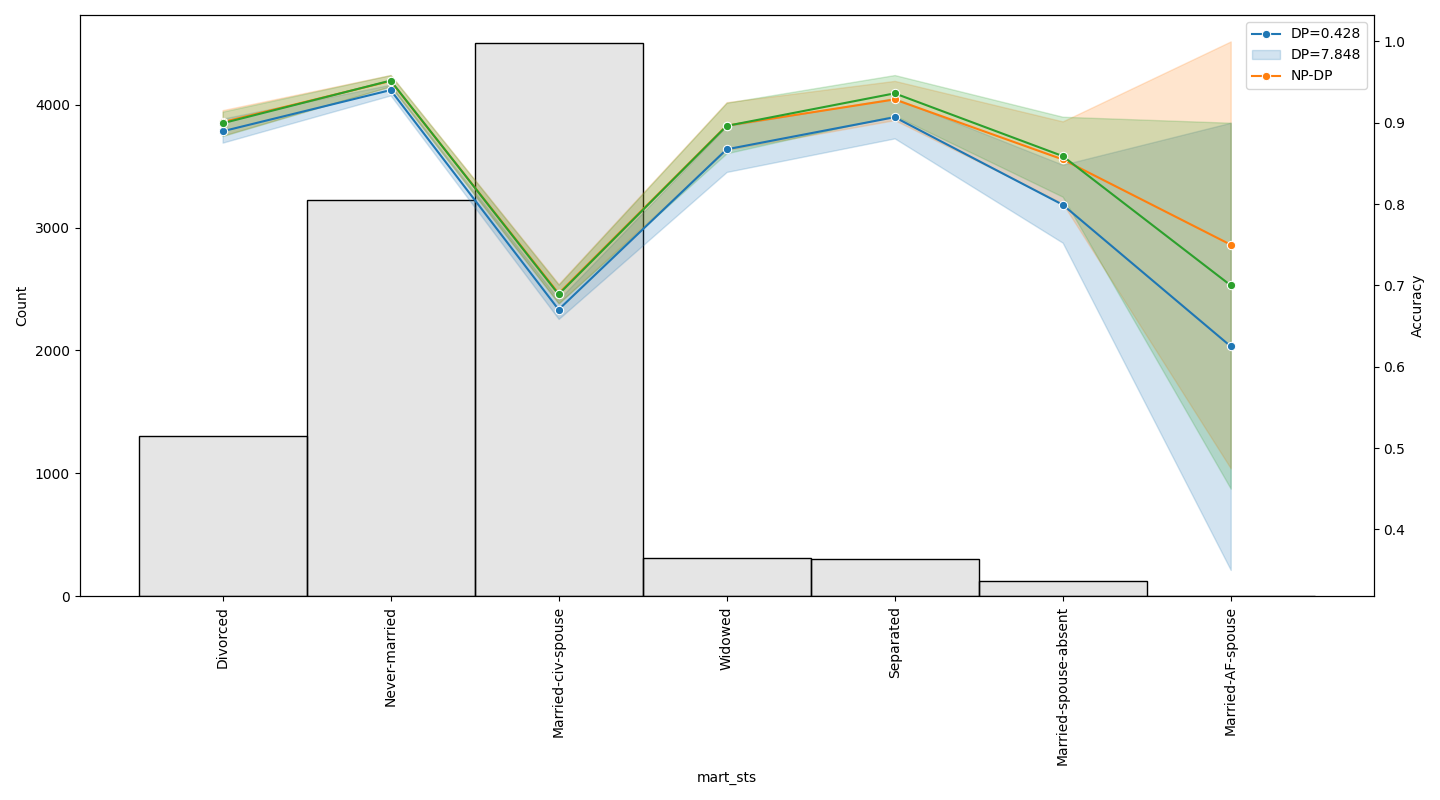 DP=0.428
DP=7.848
NP-DP
Count
4000
3000
2000
1000
0
1.0
0.9
0.8
0.7
0.6
0.5
0.4
Accuracy
Divorced
Never-married
Married-civ-spouse
Widowed
Separated
Married-spouse-absent
Married-AF-spouse
mart_sts